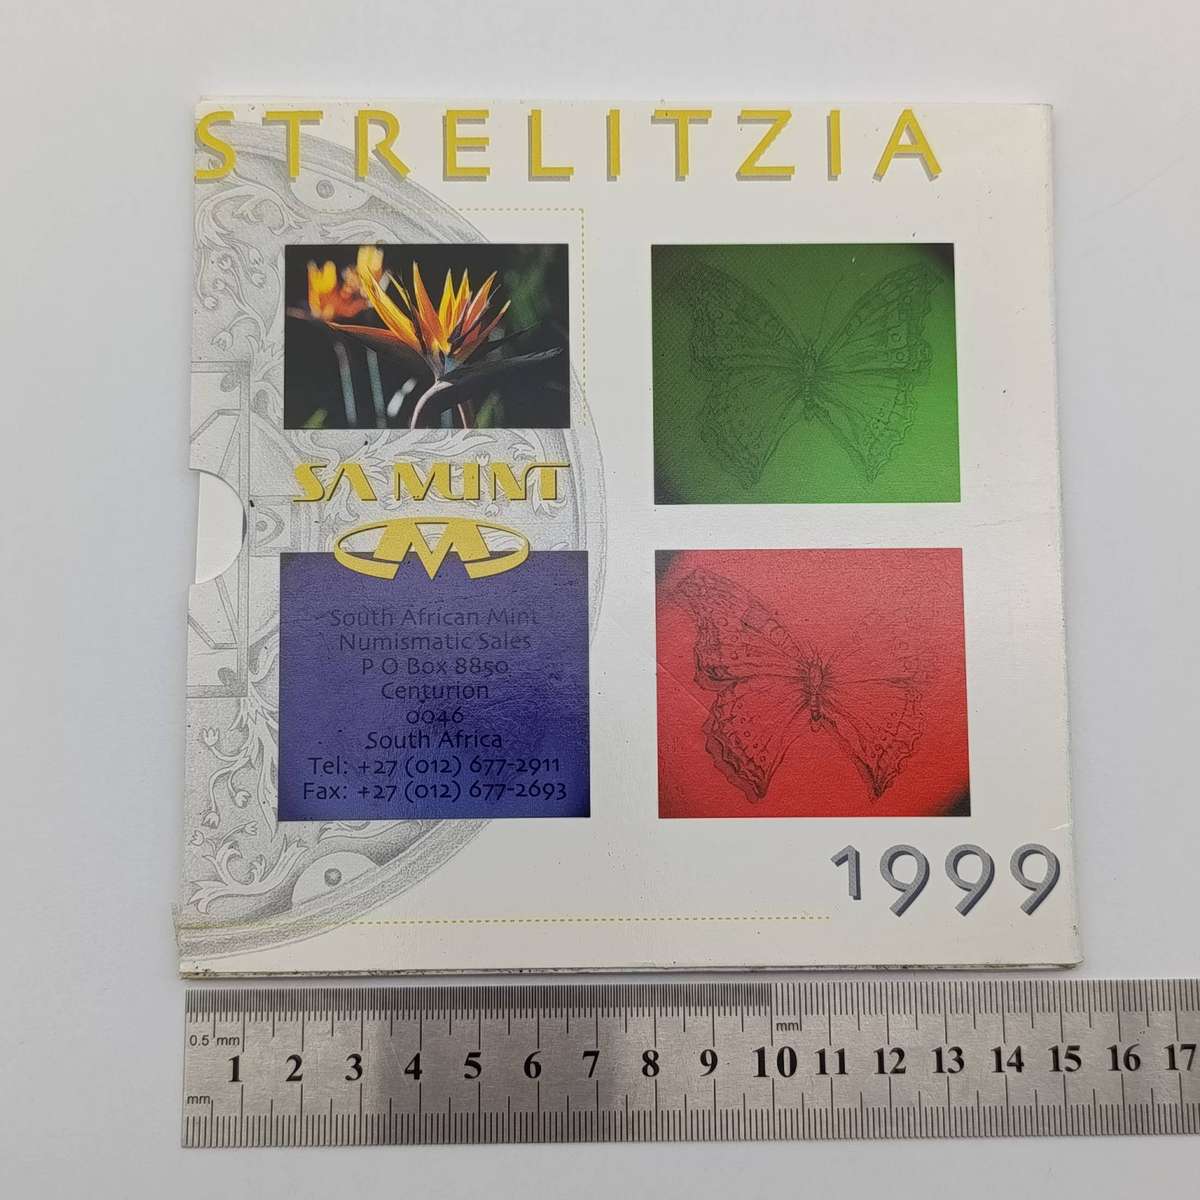 STRELITZIA
SA MINT
South African Mint
Numismatic Sales
P O Box 8850
Centurion
0046
South Africa
Tel: +27 (012) 677-2911
Fax: +27 (012) 677-2693
1999
0.5 mm
mm
1 2 3 4 5 6 7 8 9 10 11 12 13 14 15 16 17
mm